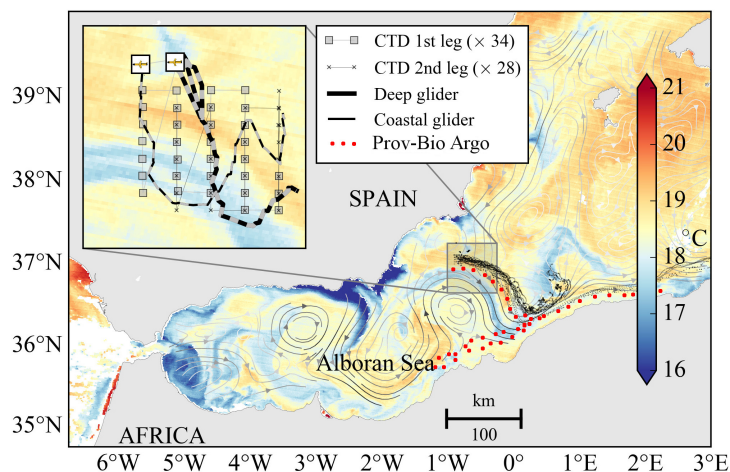 CTD 1st leg (× 34)
CTD 2nd leg (× 28)
Deep glider
Coastal glider
Prov-Bio Argo
39°N
38°N
37°N
36°N
35°N
SPAIN
Alboran Sea
AFRICA
21
20
19
18
17
16
°C
km
100
6°W 5°W 4°W 3°W 2°W 1°W 0° 1°E 2°E 3°E